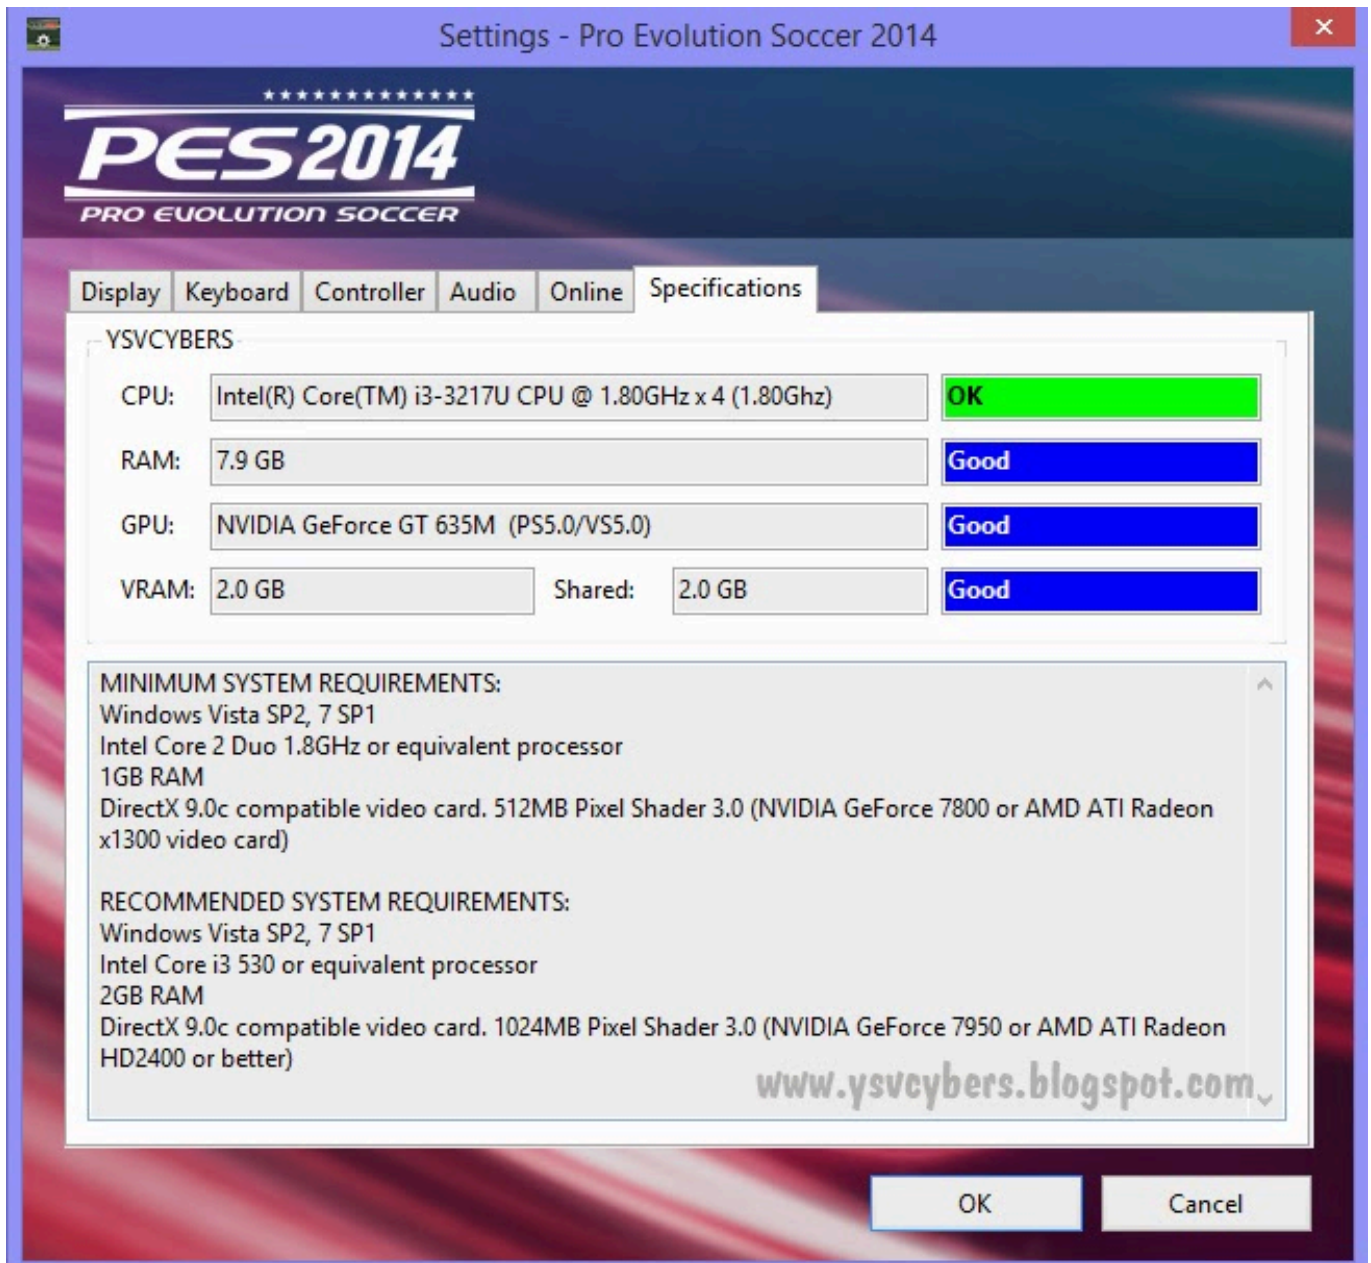 Settings - Pro Evolution Soccer 2014
PES2014
PRO EVOLUTION SOCCER
Display Keyboard Controller Audio Online Specifications
YSVCYBERS
CPU: Intel(R) Core(TM) i3-3217U CPU @ 1.80GHz x 4 (1.80Ghz) OK
RAM: 7.9 GB Good
GPU: NVIDIA GeForce GT 635M (PS5.0/VS5.0) Good
VRAM: 2.0 GB Shared: 2.0 GB Good
MINIMUM SYSTEM REQUIREMENTS:
Windows Vista SP2, 7 SP1
Intel Core 2 Duo 1.8GHz or equivalent processor
1GB RAM
DirectX 9.0c compatible video card. 512MB Pixel Shader 3.0 (NVIDIA GeForce 7800 or AMD ATI Radeon
x1300 video card)
RECOMMENDED SYSTEM REQUIREMENTS:
Windows Vista SP2, 7 SP1
Intel Core i3 530 or equivalent processor
2GB RAM
DirectX 9.0c compatible video card. 1024MB Pixel Shader 3.0 (NVIDIA GeForce 7950 or AMD ATI Radeon
HD2400 or better)
www.ysvcybers.blogspot.com
OK Cancel